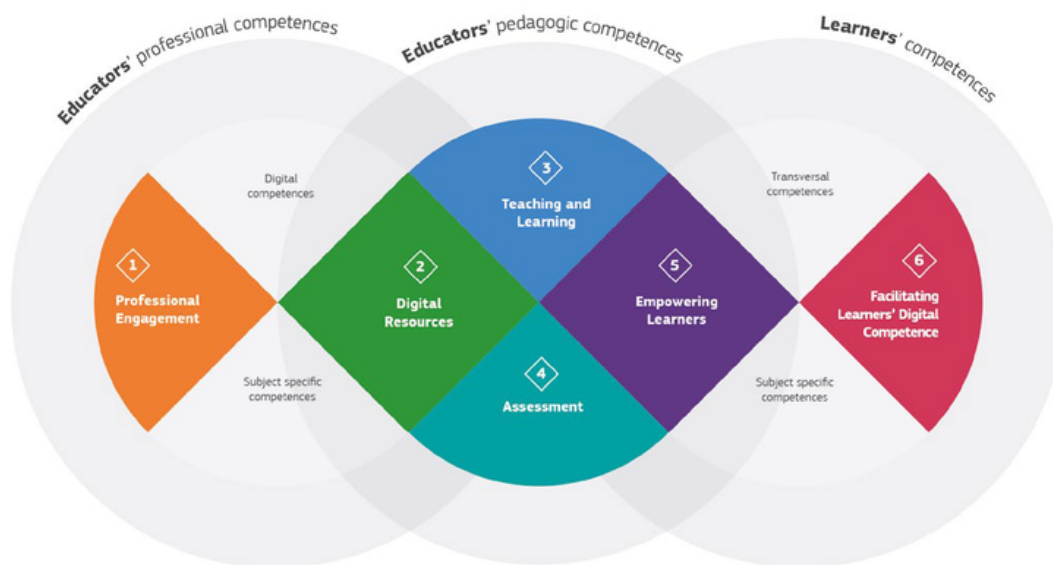 Educators' professional competences
Educators' pedagogic competences
Learners' competences
Digital
competences
Transversal
competences
3
Teaching and
Learning
1
Professional
Engagement
2
Digital
Resources
5
Empowering
Learners
6
Facilitating
Learners' Digital
Competence
4
Assessment
Subject specific
competences
Subject specific
competences